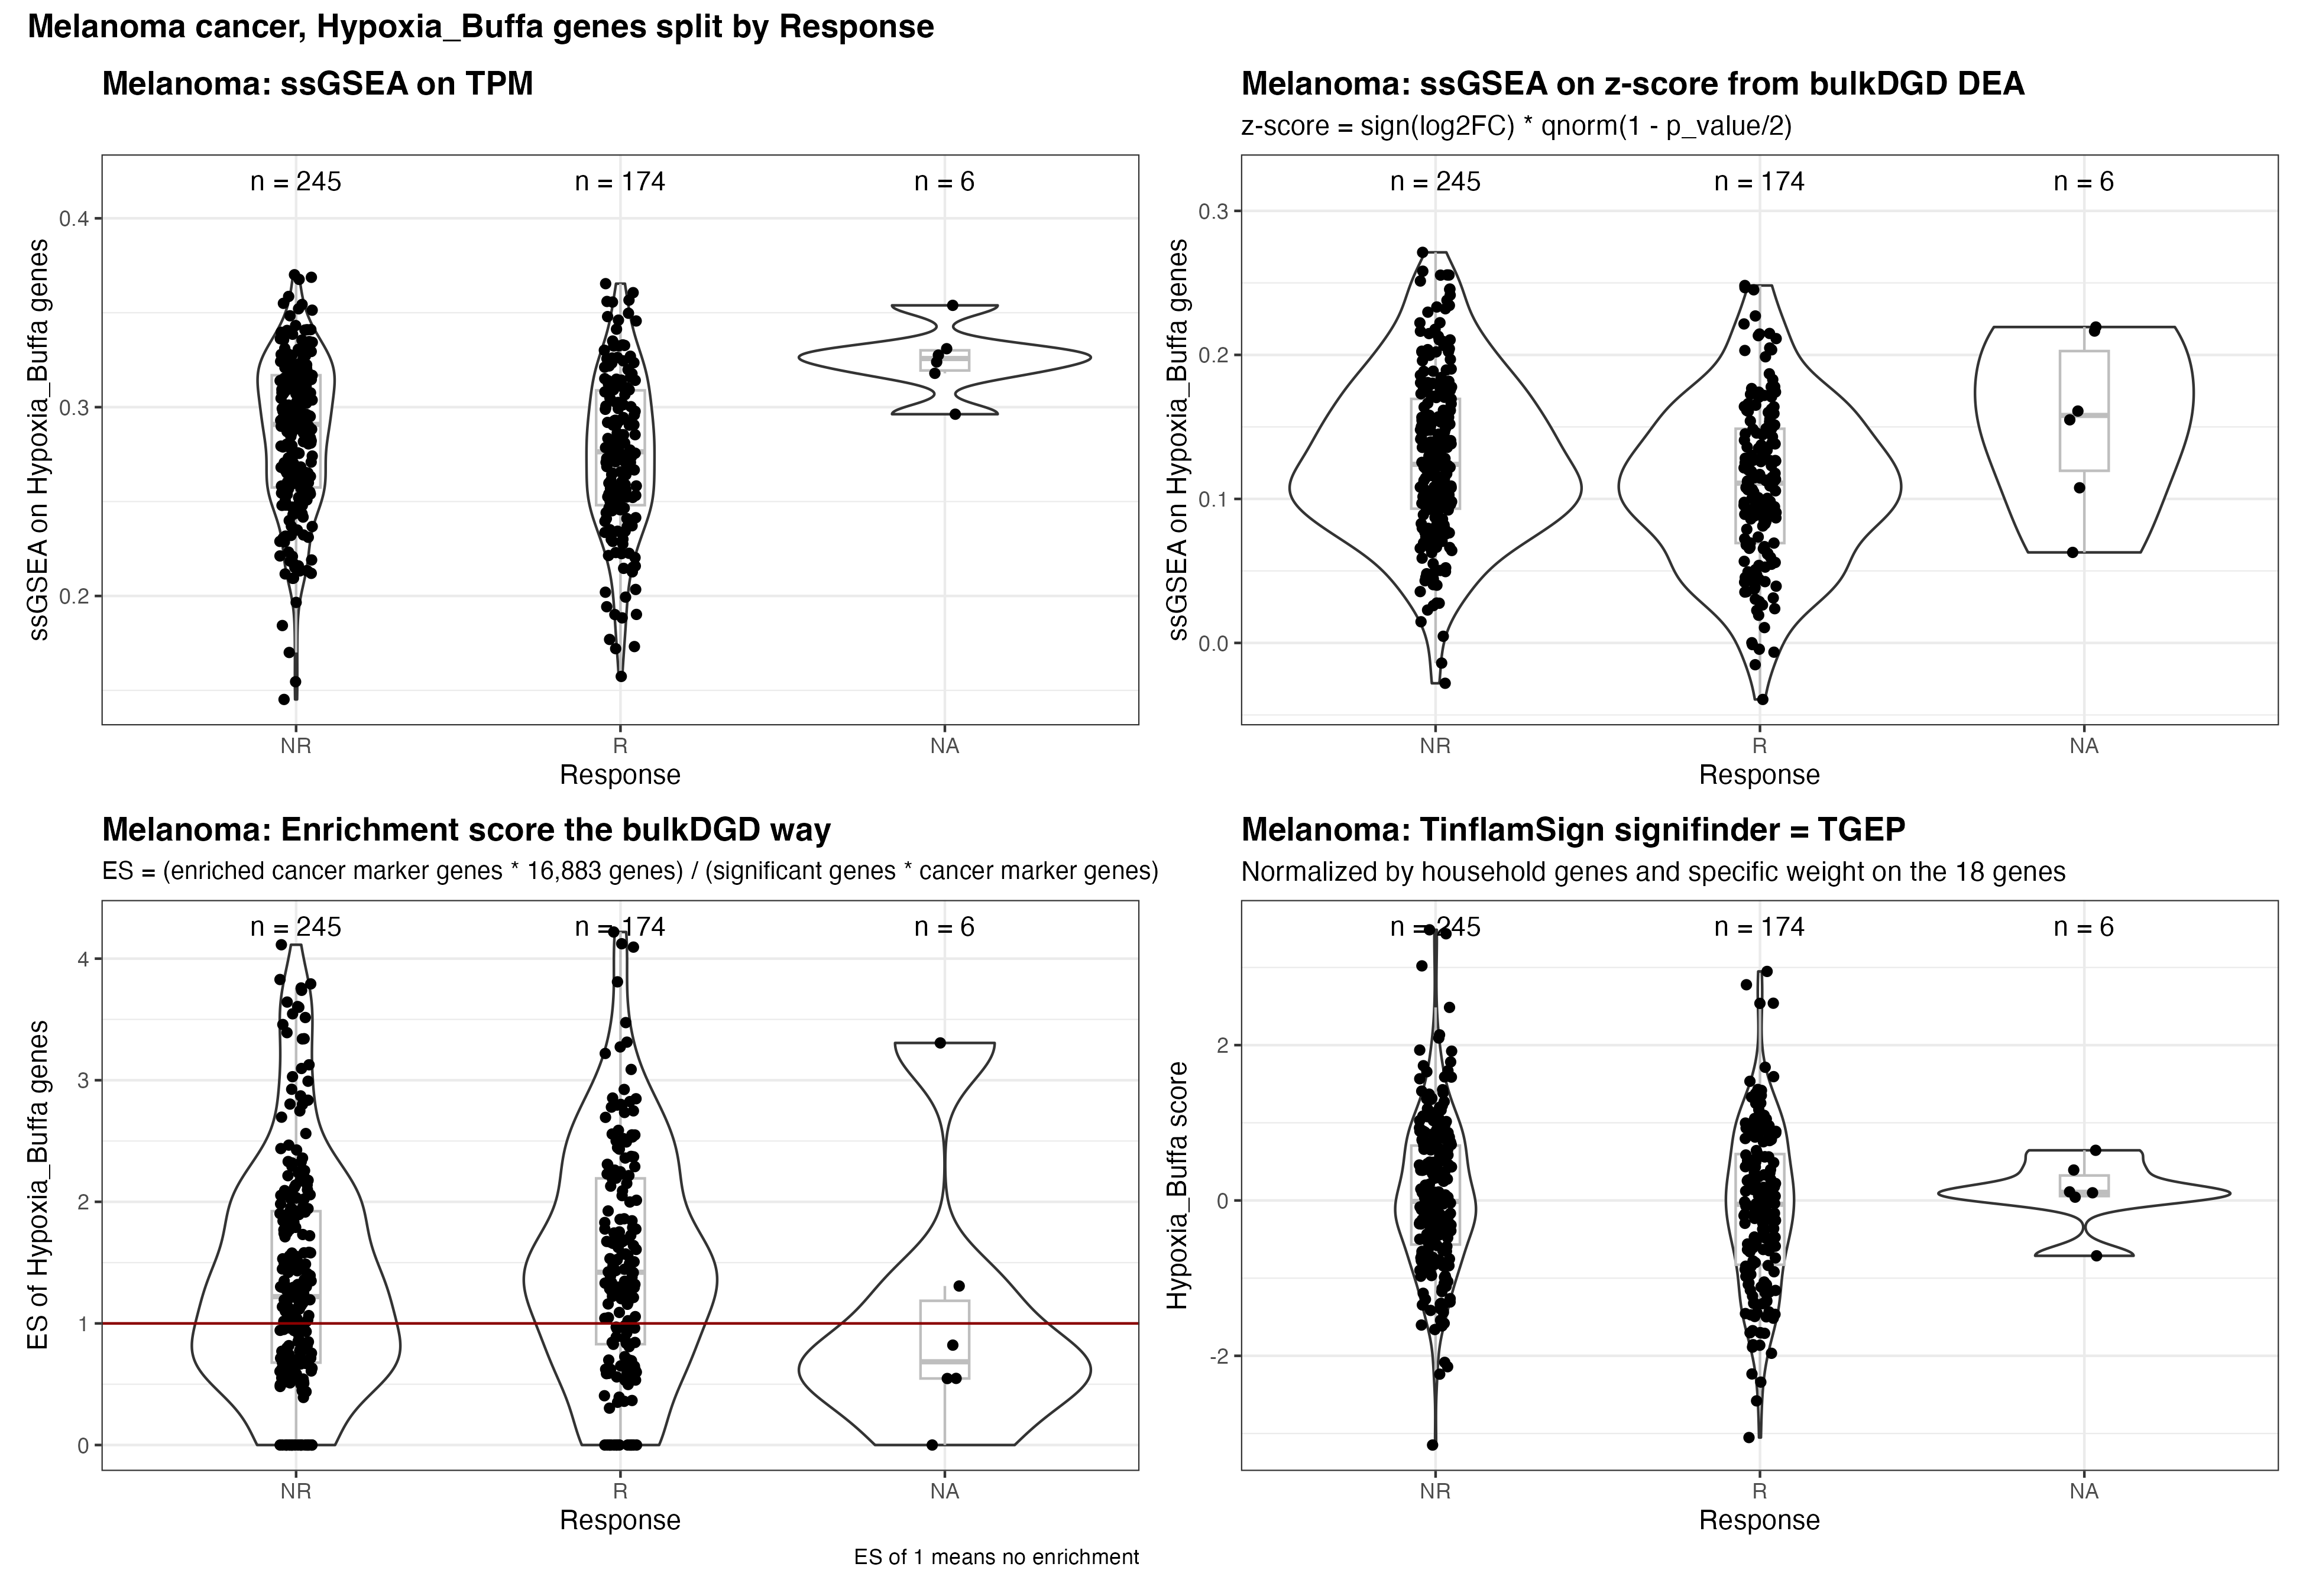 Melanoma cancer, Hypoxia_Buffa genes split by Response
Melanoma: ssGSEA on TPM
ssGSEA on Hypoxia_Buffa genes
0.4
0.3
0.2
n = 245
n = 174
n = 6
NR
R
NA
Response
Melanoma: ssGSEA on z-score from bulkDGD DEA
z-score = sign(log2FC) * qnorm(1 - p_value/2)
ssGSEA on Hypoxia_Buffa genes
0.3
0.2
0.1
0.0
n = 245
n = 174
n = 6
NR
R
NA
Response
Melanoma: Enrichment score the bulkDGD way
ES = (enriched cancer marker genes * 16,883 genes) / (significant genes * cancer marker genes)
ES of Hypoxia_Buffa genes
4
3
2
1
0
n = 245
n = 174
n = 6
NR
R
NA
Response
ES of 1 means no enrichment
Melanoma: TinflamSign signifinder = TGEP
Normalized by household genes and specific weight on the 18 genes
Hypoxia_Buffa score
2
0
-2
n = 245
n = 174
n = 6
NR
R
NA
Response